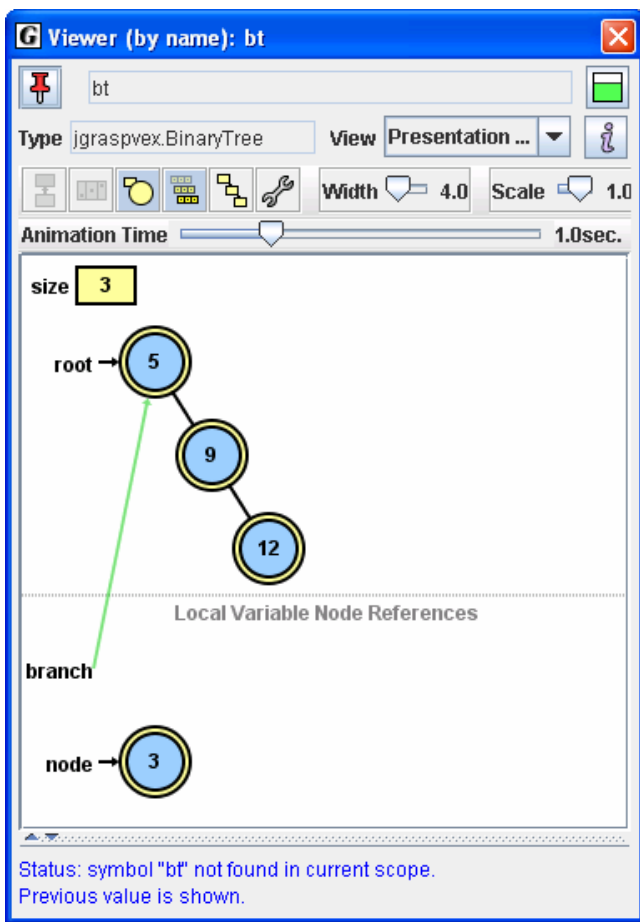 G Viewer (by name): bt
bt
Type jgraspvex.BinaryTree View Presentation ...
Width 4.0 Scale 1.0
Animation Time 1.0sec.
size 3
root 5
9
12
Local Variable Node References
branch
node 3
Status: symbol "bt" not found in current scope.
Previous value is shown.